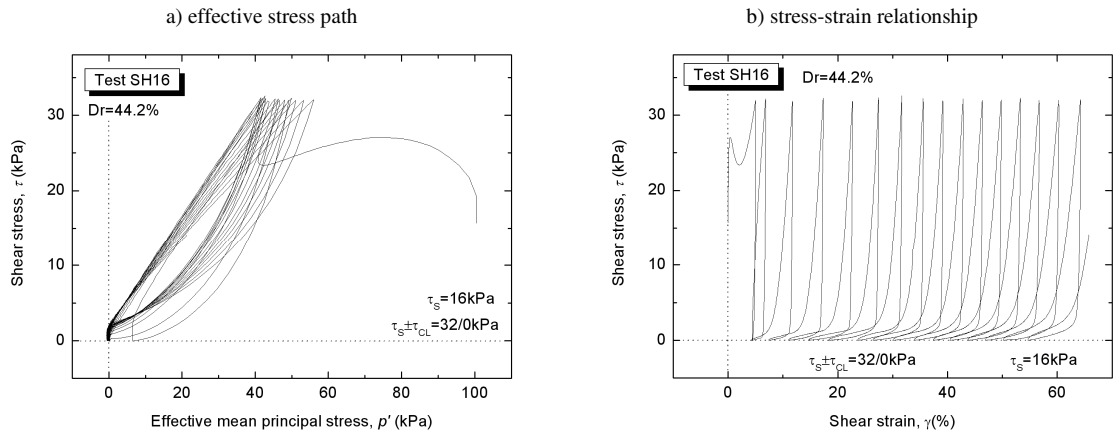 a) effective stress path
Test SH16
Dr=44.2%
30
20
10
0
Shear stress, τ (kPa)
τS=16kPa
τS±τCL=32/0kPa
0 20 40 60 80 100
Effective mean principal stress, p' (kPa)
b) stress-strain relationship
Test SH16
Dr=44.2%
30
20
10
0
Shear stress, τ (kPa)
τS±τCL=32/0kPa
τS=16kPa
0 20 40 60
Shear strain, γ(%)